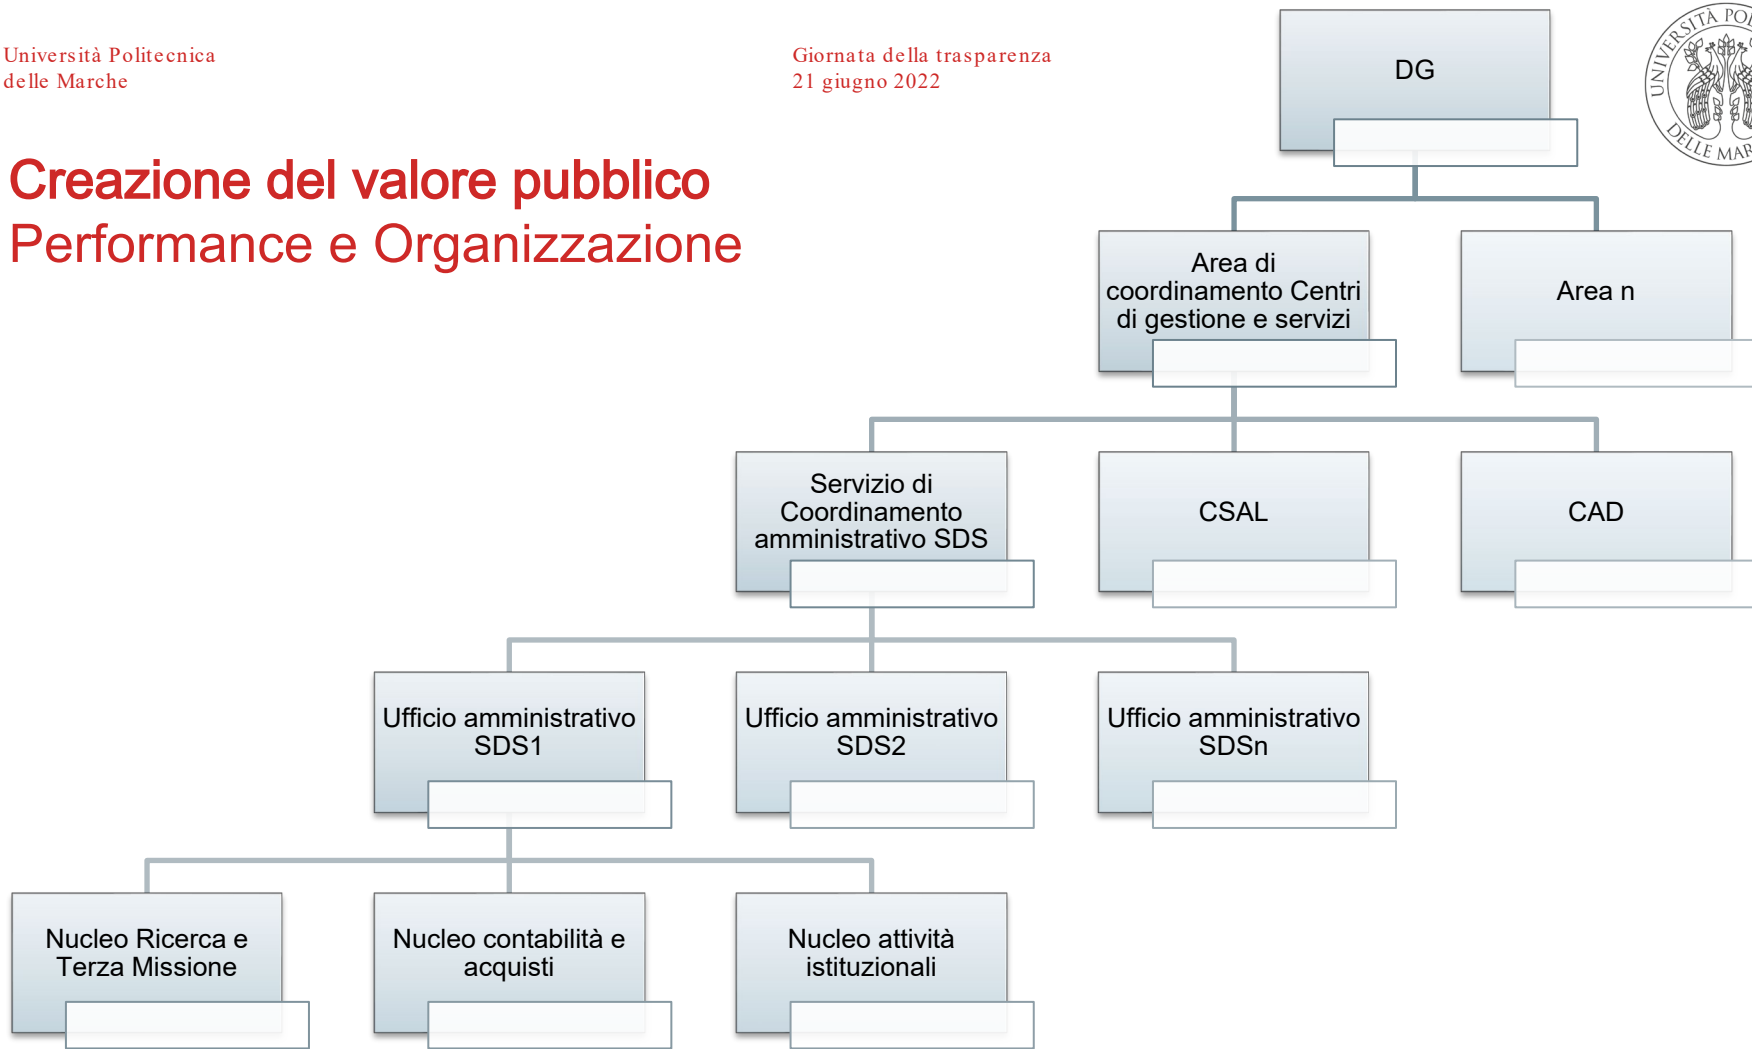 Università Politecnica
delle Marche
Giornata della trasparenza
21 giugno 2022
Creazione del valore pubblico
Performance e Organizzazione
DG
Area di
coordinamento Centri
di gestione e servizi
Area n
Servizio di
Coordinamento
amministrativo SDS
CSAL
CAD
Ufficio amministrativo
SDS1
Ufficio amministrativo
SDS2
Ufficio amministrativo
SDSn
Nucleo Ricerca e
Terza Missione
Nucleo contabilità e
acquisti
Nucleo attività
istituzionali